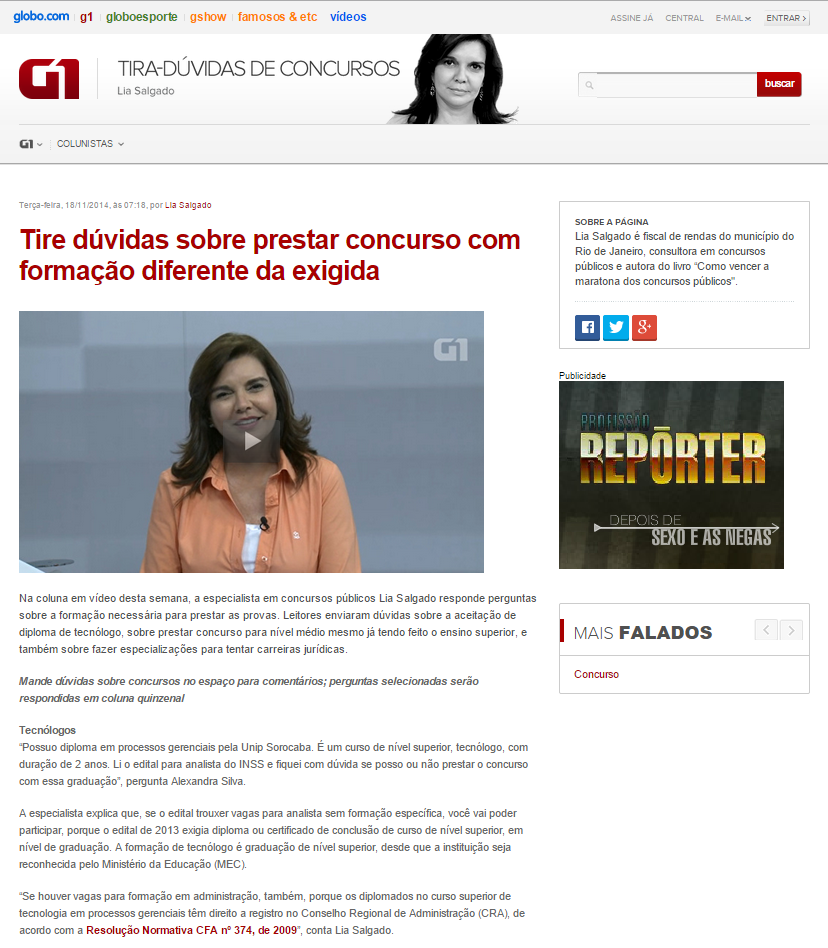 globo.com g1 globoesporte gshow famosos & etc vídeos
ASSINE JÁ CENTRAL E-MAIL ENTRAR
G1
TIRA-DÚVIDAS DE CONCURSOS
Lia Salgado
buscar
G1 COLUNISTAS
Terça-feira, 18/11/2014, às 07:18, por Lia Salgado
Tire dúvidas sobre prestar concurso com
formação diferente da exigida
G1
Na coluna em vídeo desta semana, a especialista em concursos públicos Lia Salgado responde perguntas
sobre a formação necessária para prestar as provas. Leitores enviaram dúvidas sobre a aceitação de
diploma de tecnólogo, sobre prestar concurso para nível médio mesmo já tendo feito o ensino superior, e
também sobre fazer especializações para tentar carreiras jurídicas.
Mande dúvidas sobre concursos no espaço para comentários; perguntas selecionadas serão
respondidas em coluna quinzenal
Tecnólogos
“Possuo diploma em processos gerenciais pela Unip Sorocaba. É um curso de nível superior, tecnólogo, com
duração de 2 anos. Li o edital para analista do INSS e fiquei com dúvida se posso ou não prestar o concurso
com essa graduação”, pergunta Alexandra Silva.
A especialista explica que, se o edital trouxer vagas para analista sem formação específica, você vai poder
participar, porque o edital de 2013 exigia diploma ou certificado de conclusão de curso de nível superior, em
nível de graduação. A formação de tecnólogo é graduação de nível superior, desde que a instituição seja
reconhecida pelo Ministério da Educação (MEC).
“Se houver vagas para formação em administração, também, porque os diplomados no curso superior de
tecnologia em processos gerenciais têm direito a registro no Conselho Regional de Administração (CRA), de
acordo com a Resolução Normativa CFA nº 374, de 2009”, conta Lia Salgado.
SOBRE A PÁGINA
Lia Salgado é fiscal de rendas do município do
Rio de Janeiro, consultora em concursos
públicos e autora do livro “Como vencer a
maratona dos concursos públicos”.
Publicidade
PROFISSÃO
REPÓRTER
DEPOIS DE
SEXO E AS NEGAS
MAIS FALADOS
Concurso